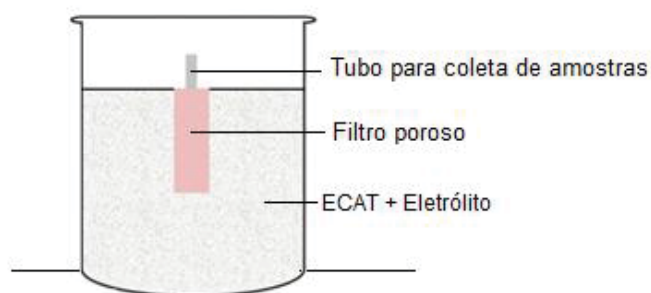 Tubo para coleta de amostras
Filtro poroso
ECAT + Eletrólito